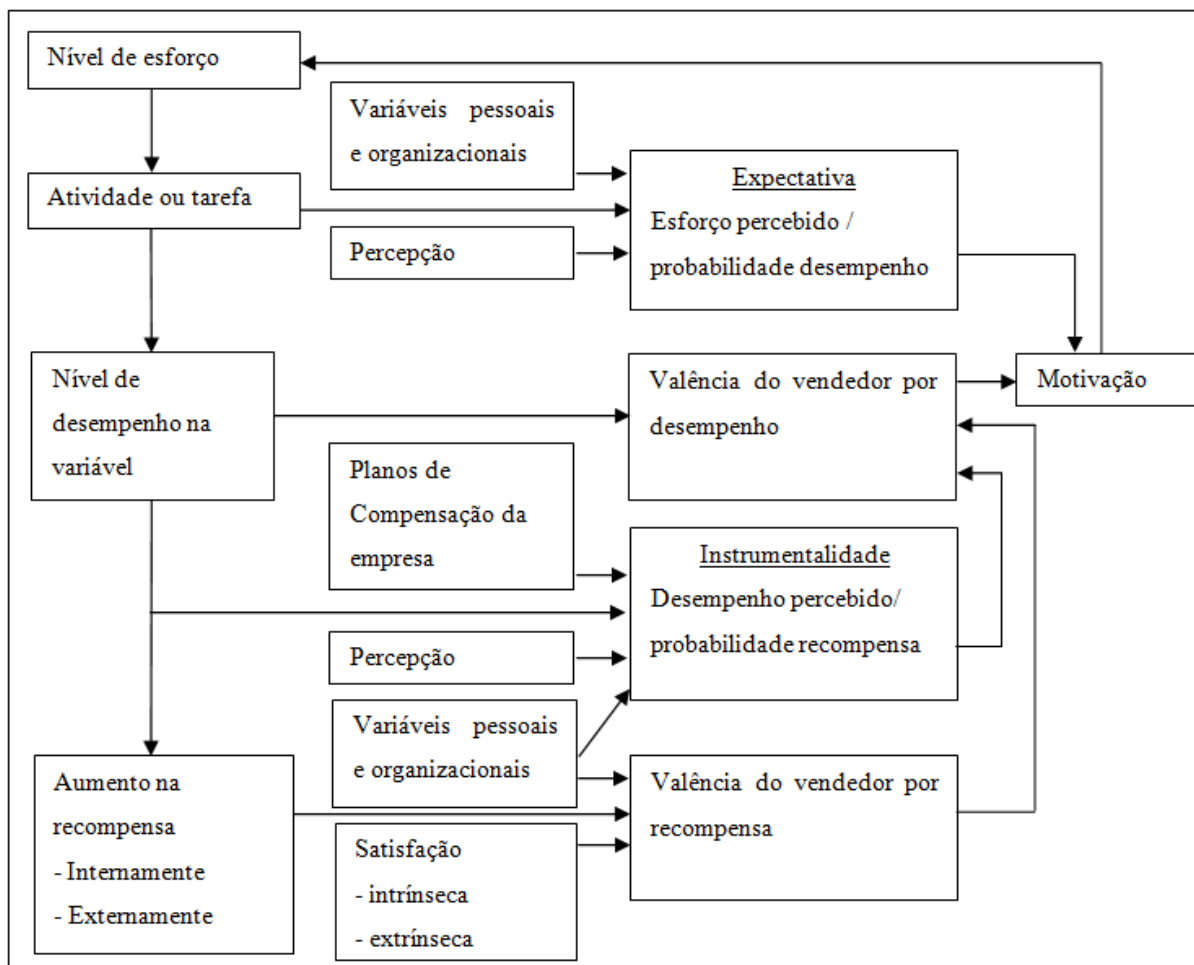 Nível de esforço
Variáveis pessoais
e organizacionais
Atividade ou tarefa
Expectativa
Esforço percebido /
probabilidade desempenho
Percepção
Nível de
desempenho na
variável
Valência do vendedor por
desempenho
Motivação
Planos de
Compensação da
empresa
Instrumentalidade
Desempenho percebido/
probabilidade recompensa
Percepção
Variáveis pessoais
e organizacionais
Aumento na
recompensa
- Internamente
- Externamente
Valência do vendedor por
recompensa
Satisfação
- intrínseca
- extrínseca